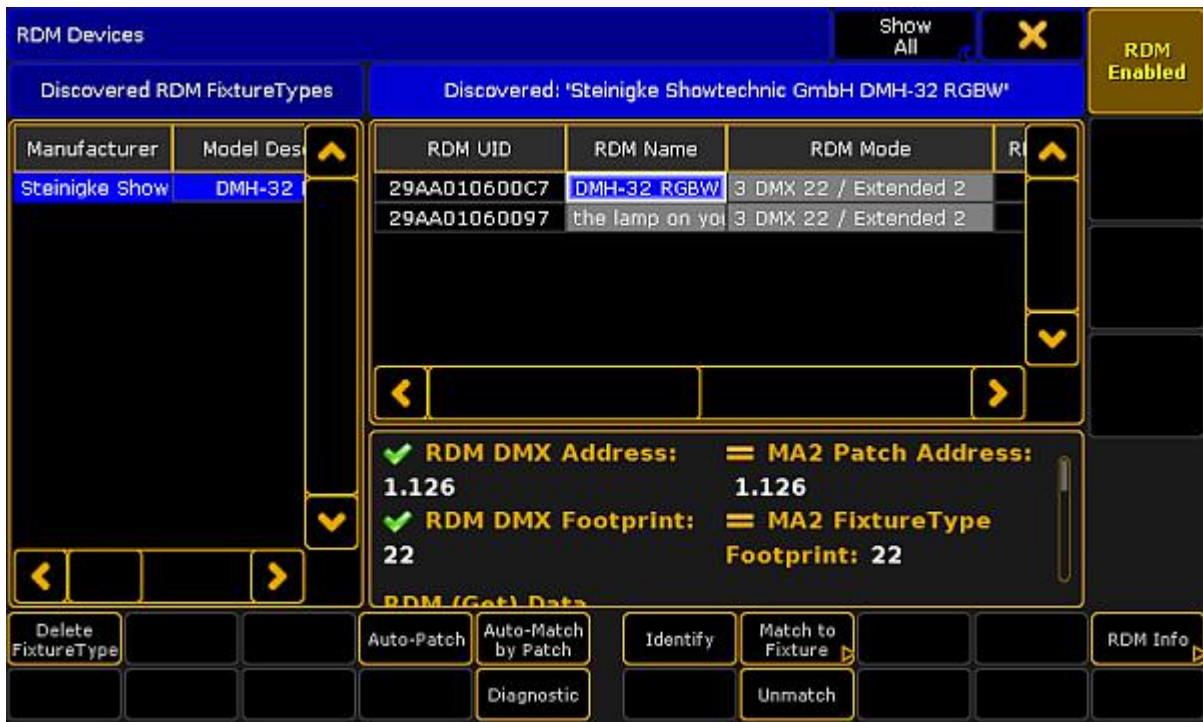 RDM Devices
Show
All
RDM
Enabled
Discovered RDM FixtureTypes
Discovered: 'Steinigke Showtechnic GmbH DMH-32 RGBW'
Manufacturer Model Des
Steinigke Show DMH-32
RDM UID RDM Name RDM Mode
29AA010600C7 DMH-32 RGBW 3 DMX 22 / Extended 2
29AA01060097 the lamp on you 3 DMX 22 / Extended 2
RDM DMX Address: = MA2 Patch Address:
1.126 1.126
RDM DMX Footprint: = MA2 FixtureType
22 Footprint: 22
RDM (Get) Data
Delete
FixtureType
Auto-Patch
Auto-Match
by Patch
Identify
Match to
Fixture
RDM Info
Diagnostic
Unmatch